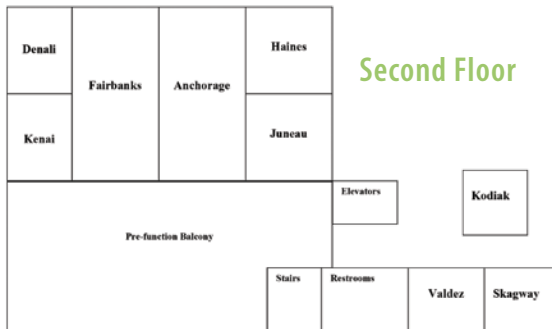 Denali
Haines
Second Floor
Fairbanks
Anchorage
Kenai
Juneau
Elevators
Kodiak
Pre-function Balcony
Stairs
Restrooms
Valdez
Skagway